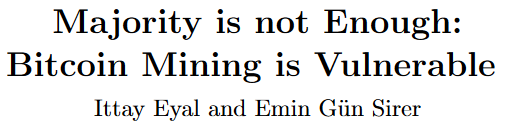 Majority is not Enough:
Bitcoin Mining is Vulnerable
Ittay Eyal and Emin Gün Sirer